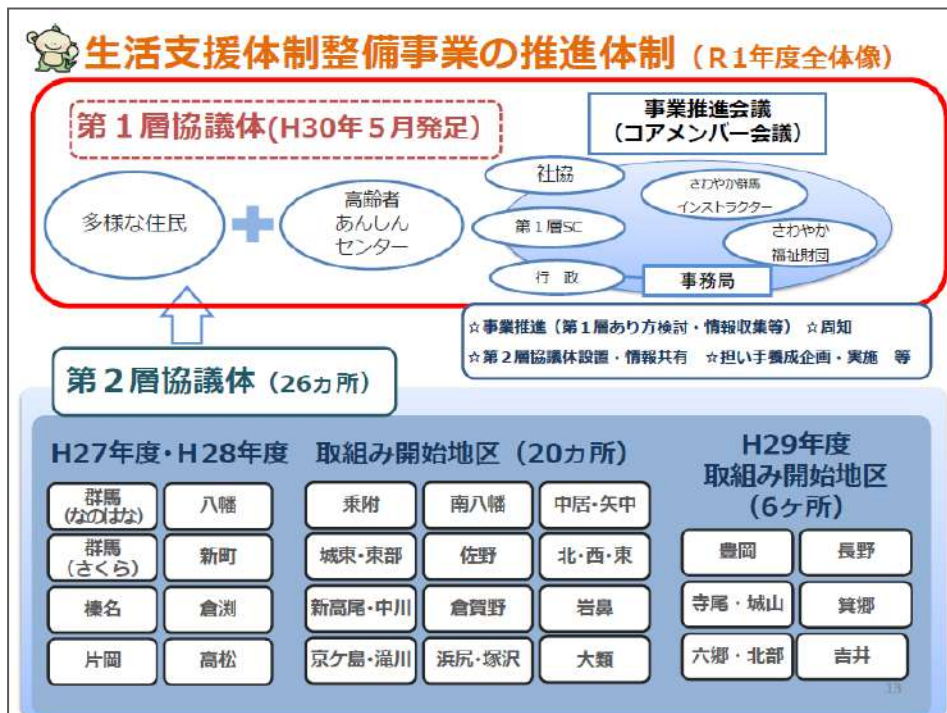 生活支援体制整備事業の推進体制（R1年度全体像）
第1層協議体(H30年5月発足)
事業推進会議
（コアメンバー会議）
多様な住民
高齢者
あんしん
センター
社協
第1層SC
行 政
さわやか群馬
インストラクター
さわやか
福祉財団
事務局
☆事業推進（第1層あり方検討・情報収集等）☆周知
☆第2層協議体設置・情報共有 ☆担い手養成企画・実施 等
第2層協議体（26カ所）
H27年度・H28年度 取組み開始地区（20カ所）
群馬
(なのはな)
八幡
乗附
南八幡
中居・矢中
群馬
（さくら）
新町
城東・東部
佐野
北・西・東
榛名
倉渕
新高尾・中川
倉賀野
岩鼻
片岡
高松
京ケ島・滝川
浜尻・塚沢
大類
H29年度
取組み開始地区
（6ヶ所）
豊岡
長野
寺尾・城山
箕郷
六郷・北部
吉井
13